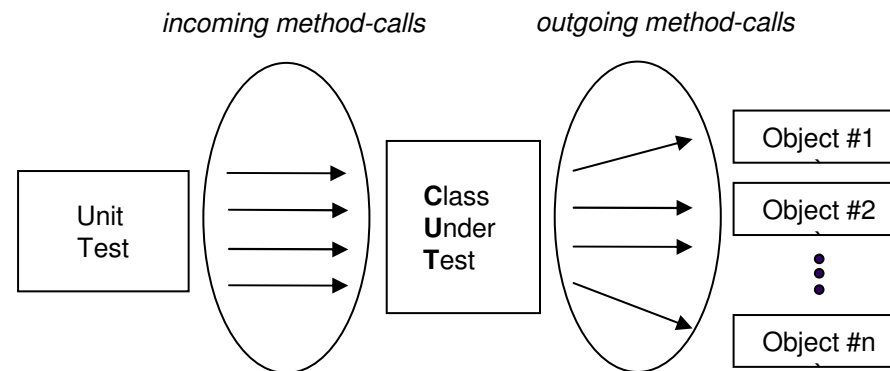 incoming method-calls
outgoing method-calls
Unit
Test
Class
Under
Test
Object #1
Object #2
Object #n